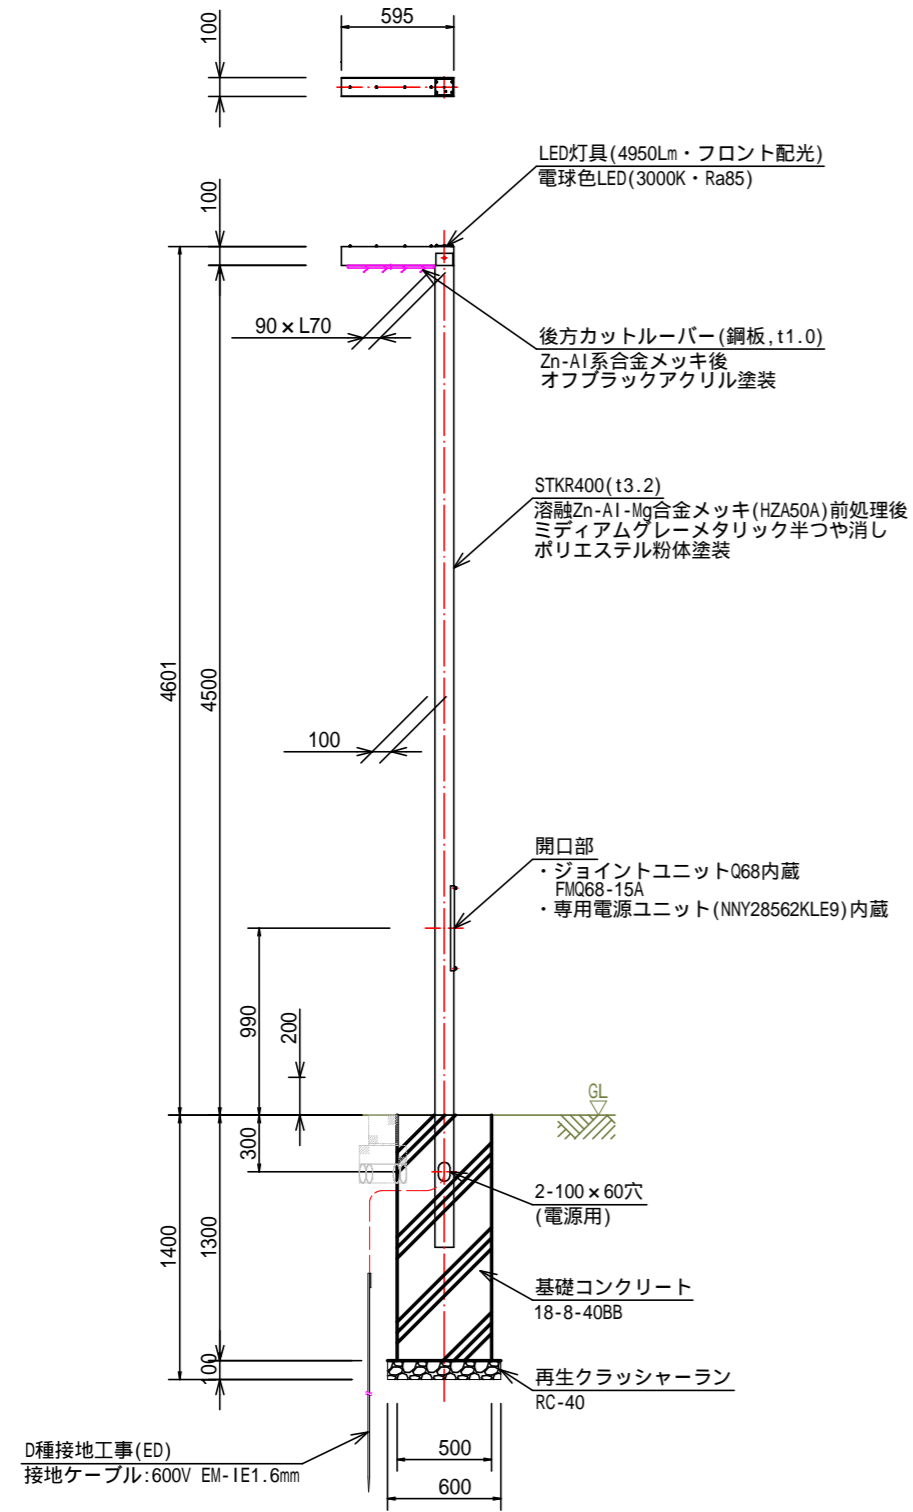 595
100
LED灯具(4950Lm・フロント配光)
電球色LED(3000K・Ra85)
100
90×L70
後方カットルーバー(鋼板,t1.0)
Zn-Al系合金メッキ後
オフブラックアクリル塗装
STKR400(t3.2)
溶融Zn-Al-Mg合金メッキ(HZA50A)前処理後
ミディアムグレーメタリック半つや消し
ポリエステル粉体塗装
4601
4500
100
開口部
・ジョイントユニットQ68内蔵
FMQ68-15A
・専用電源ユニット(NNY28562KLE9)内蔵
990
200
GL
300
2-100×60穴
(電源用)
1400
1300
基礎コンクリート
18-8-40BB
100
再生クラッシャーラン
RC-40
D種接地工事(ED)
接地ケーブル:600V EM-IE1.6mm
500
600